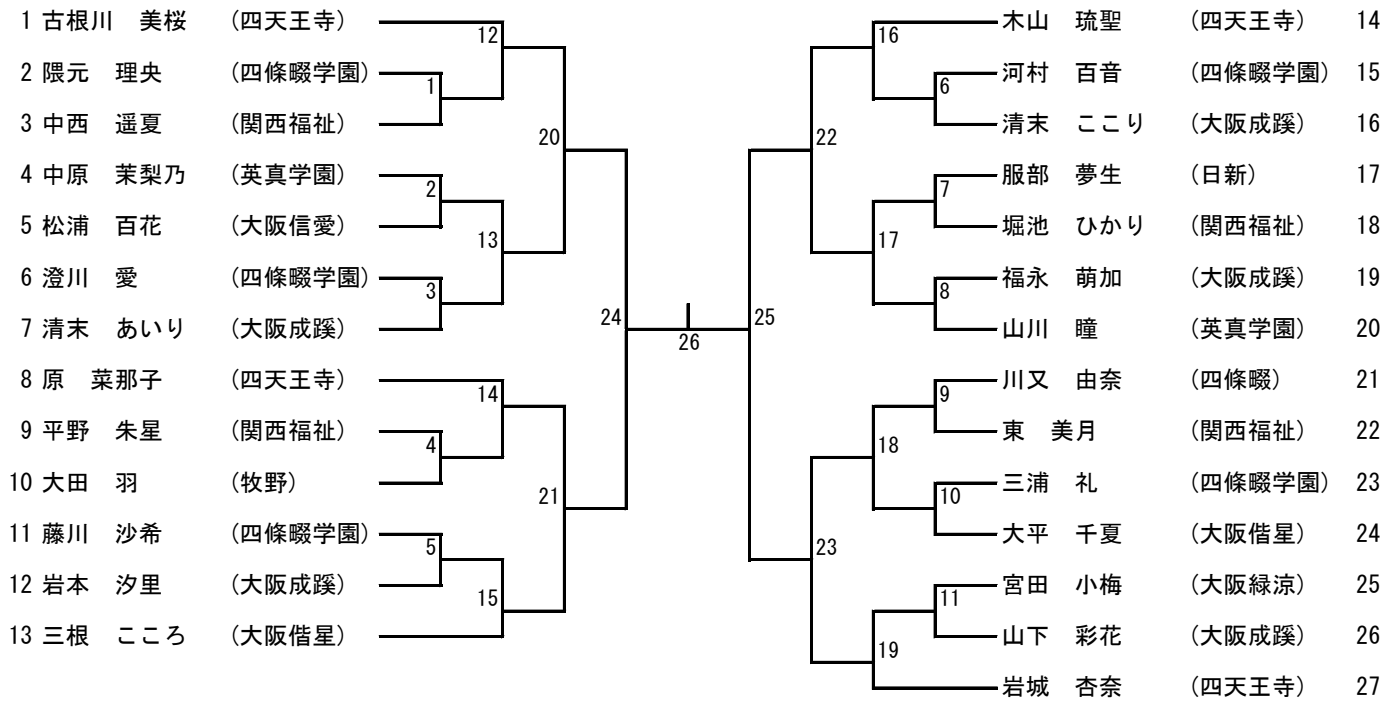 1 古根川 美桜 (四天王寺)
2 隈元 理央 (四條畷学園)
3 中西 遥夏 (関西福祉)
4 中原 茉梨乃 (英真学園)
5 松浦 百花 (大阪信愛)
6 澄川 愛 (四條畷学園)
7 清末 あいり (大阪成蹊)
8 原 菜那子 (四天王寺)
9 平野 朱星 (関西福祉)
10 大田 羽 (牧野)
11 藤川 沙希 (四條畷学園)
12 岩本 汐里 (大阪成蹊)
13 三根 こころ (大阪偕星)
12
1
20
2
13
3
24
14
4
21
5
15
26
16
6
22
7
17
8
25
9
18
10
23
11
19
木山 琉聖 (四天王寺) 14
河村 百音 (四條畷学園) 15
清末 ここり (大阪成蹊) 16
服部 夢生 (日新) 17
堀池 ひかり (関西福祉) 18
福永 萌加 (大阪成蹊) 19
山川 瞳 (英真学園) 20
川又 由奈 (四條畷) 21
東 美月 (関西福祉) 22
三浦 礼 (四條畷学園) 23
大平 千夏 (大阪偕星) 24
宮田 小梅 (大阪緑涼) 25
山下 彩花 (大阪成蹊) 26
岩城 杏奈 (四天王寺) 27